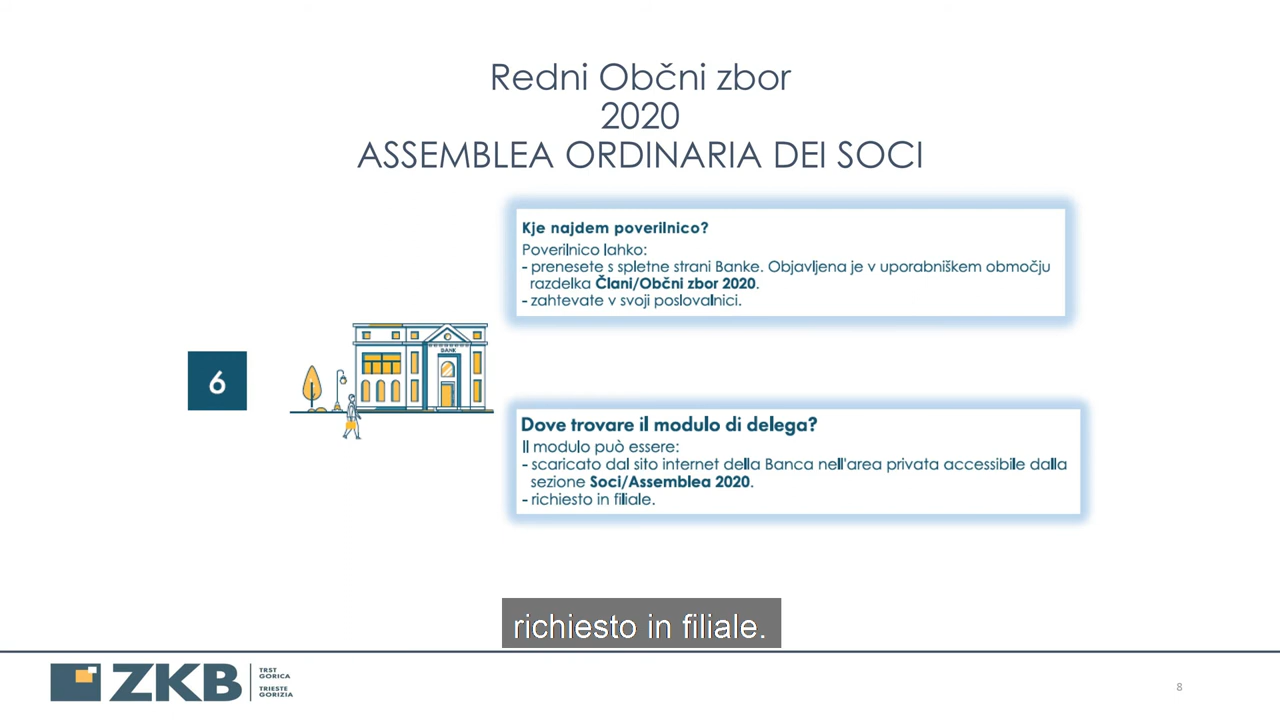 Redni Občni zbor
2020
ASSEMBLEA ORDINARIA DEI SOCI
Kje najdem poverilnico?
Poverilnico lahko:
- prenesete s spletne strani Banke. Objavljena je v uporabniškem območju
razdelka Člani/Občni zbor 2020.
- zahtevate v svoji poslovalnici.
6
BANK
Dove trovare il modulo di delega?
Il modulo può essere:
- scaricato dal sito internet della Banca nell'area privata accessibile dalla
sezione Soci/Assemblea 2020.
- richiesto in filiale.
richiesto in filiale.
ZKB
TRST
GORICA
TRIESTE
GORIZIA
8